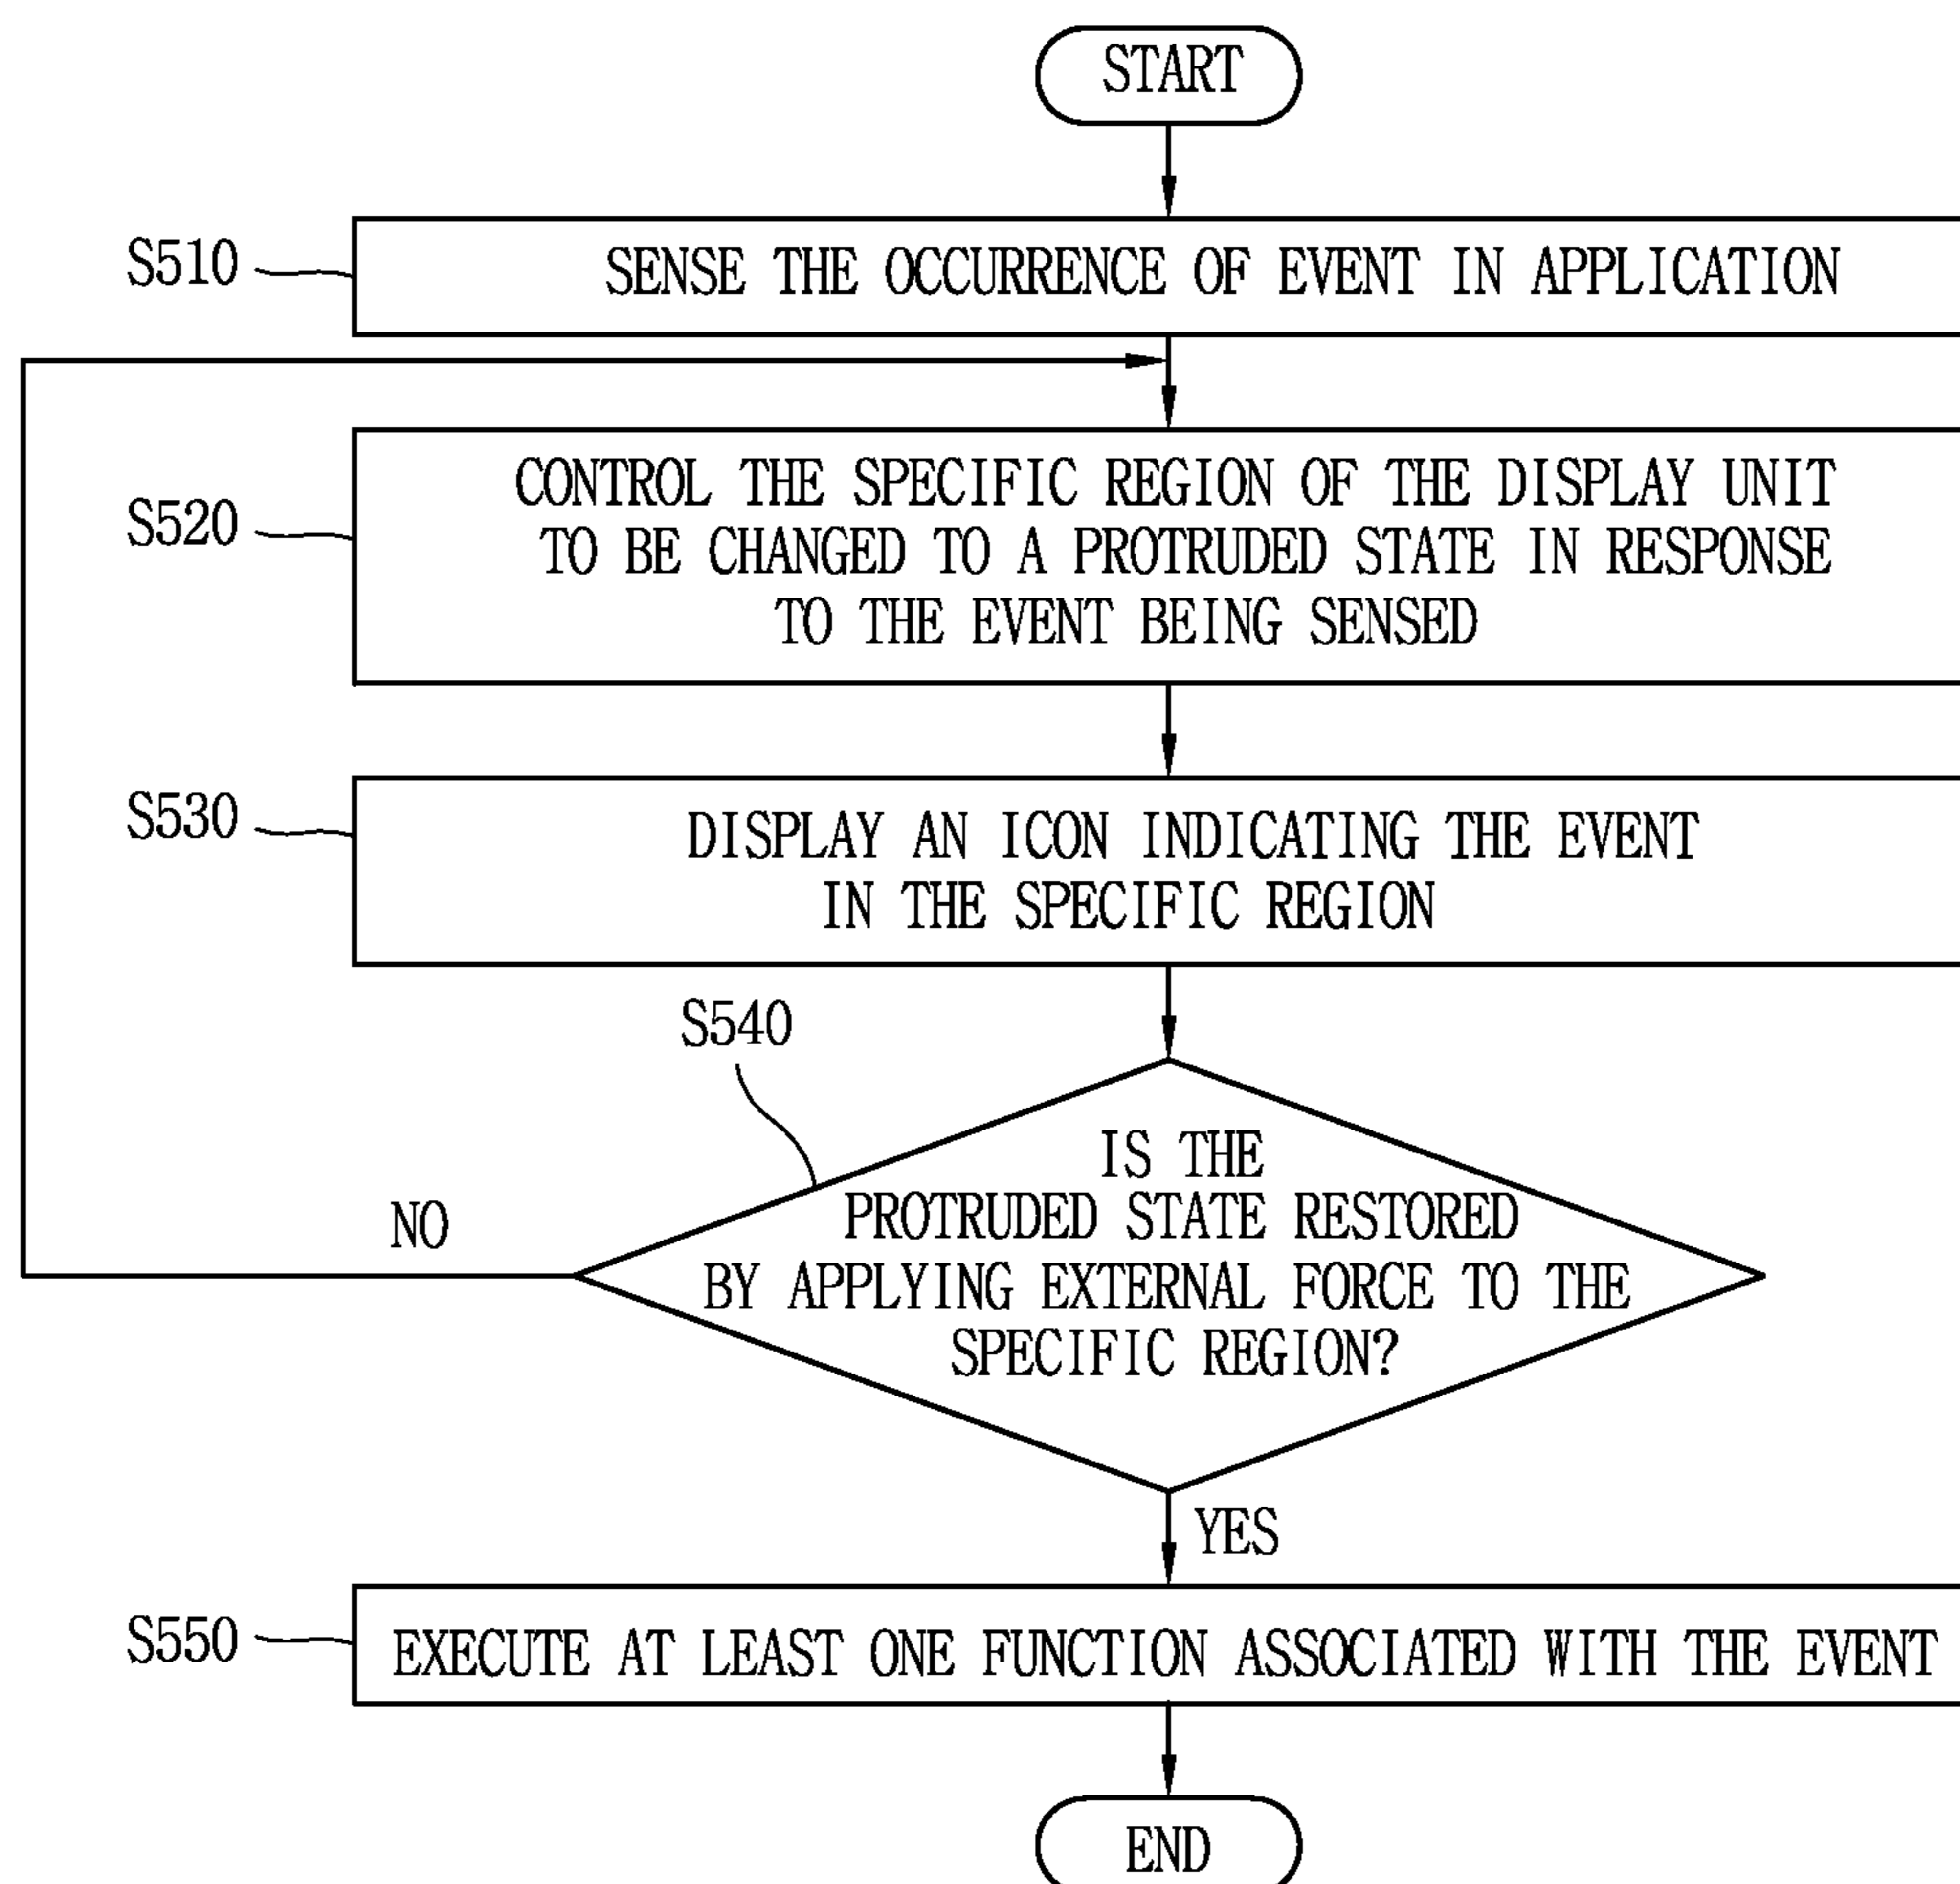 START
S510
SENSE THE OCCURRENCE OF EVENT IN APPLICATION
S520
CONTROL THE SPECIFIC REGION OF THE DISPLAY UNIT
TO BE CHANGED TO A PROTRUDED STATE IN RESPONSE
TO THE EVENT BEING SENSED
S530
DISPLAY AN ICON INDICATING THE EVENT
IN THE SPECIFIC REGION
S540
IS THE
PROTRUDED STATE RESTORED
BY APPLYING EXTERNAL FORCE TO THE
SPECIFIC REGION?
NO
YES
S550
EXECUTE AT LEAST ONE FUNCTION ASSOCIATED WITH THE EVENT
END